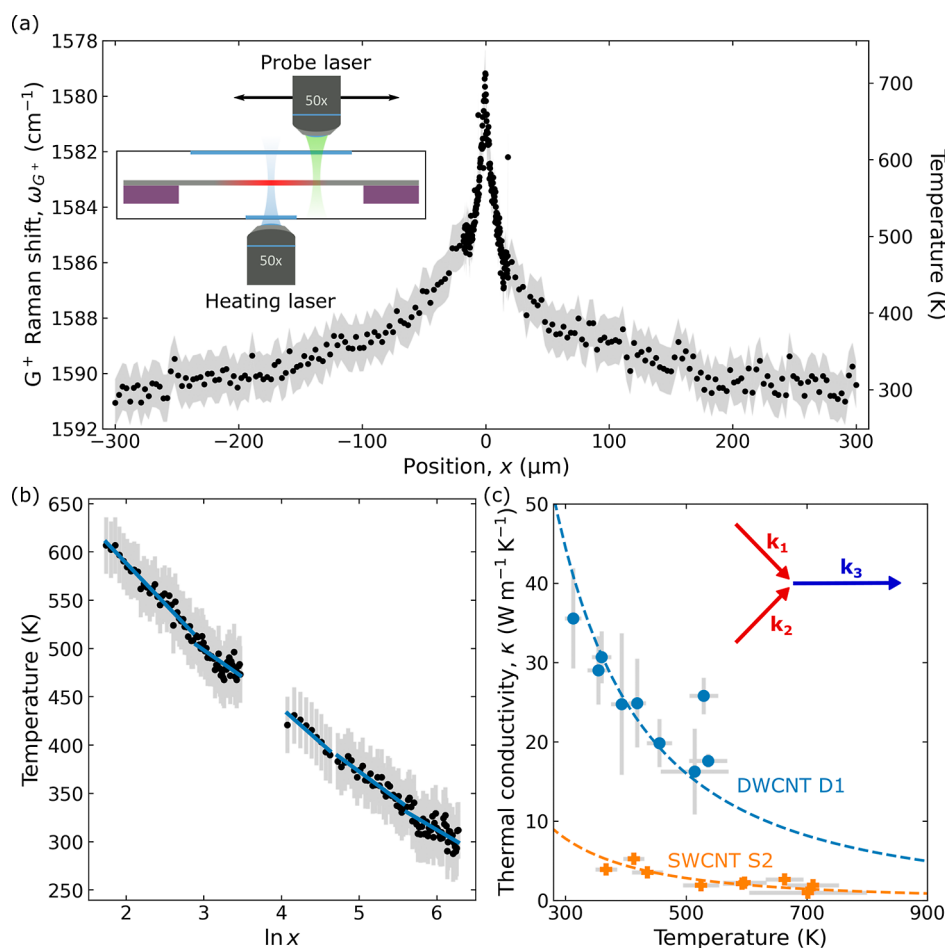 (a)
1578
1580
1582
1584
1586
1588
1590
1592
G⁺ Raman shift, ω_G⁺ (cm⁻¹)
Probe laser
50x
50x
Heating laser
700
600
500
400
300
Temperature (K)
−300
−200
−100
0
100
200
300
Position, x (μm)
(b)
650
600
550
500
450
400
350
300
250
Temperature (K)
2
3
4
5
6
ln x
(c)
50
40
30
20
10
0
Thermal conductivity, κ (W m⁻¹ K⁻¹)
k₁
k₂
k₃
DWCNT D1
SWCNT S2
300
500
700
900
Temperature (K)